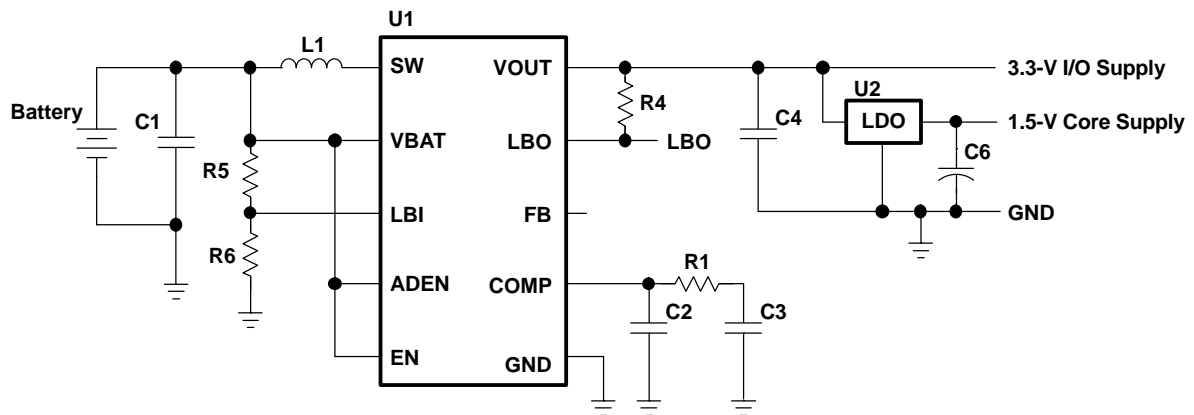 U1
L1
SW
VOUT
3.3-V I/O Supply
U2
R4
Battery
C1
C4
LDO
1.5-V Core Supply
VBAT
LBO
LBO
C6
R5
LBI
FB
GND
R6
R1
ADEN
COMP
C2
C3
EN
GND